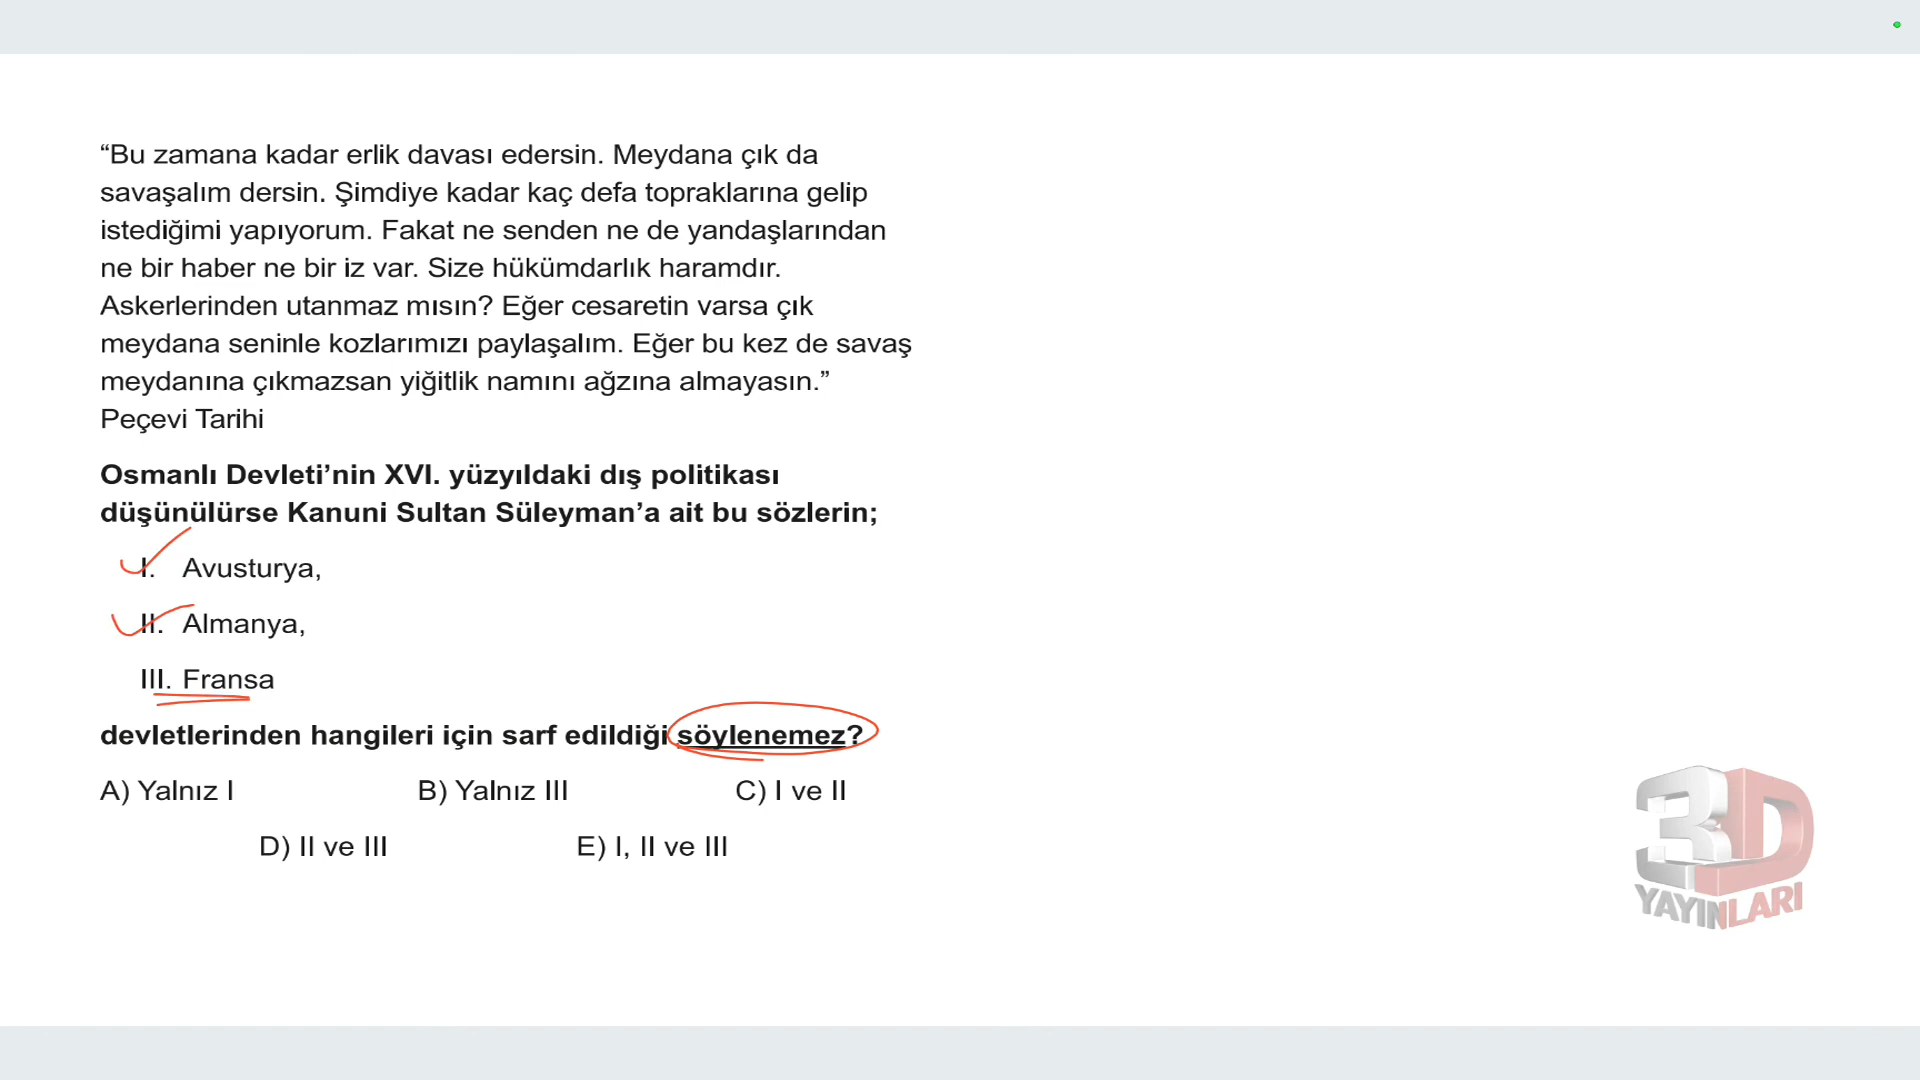 “Bu zamana kadar erlik davası edersin. Meydana çık da
savaşalım dersin. Şimdiye kadar kaç defa topraklarına gelip
istediğimi yapıyorum. Fakat ne senden ne de yandaşlarından
ne bir haber ne bir iz var. Size hükümdarlık haramdır.
Askerlerinden utanmaz mısın? Eğer cesaretin varsa çık
meydana seninle kozlarımızı paylaşalım. Eğer bu kez de savaş
meydanına çıkmazsan yiğitlik namını ağzına almayasın.”
Peçevi Tarihi
Osmanlı Devleti’nin XVI. yüzyıldaki dış politikası
düşünülürse Kanuni Sultan Süleyman’a ait bu sözlerin;
I. Avusturya,
II. Almanya,
III. Fransa
devletlerinden hangileri için sarf edildiği söylenemez?
A) Yalnız I B) Yalnız III C) I ve II
D) II ve III E) I, II ve III
3D
YAYINLARI